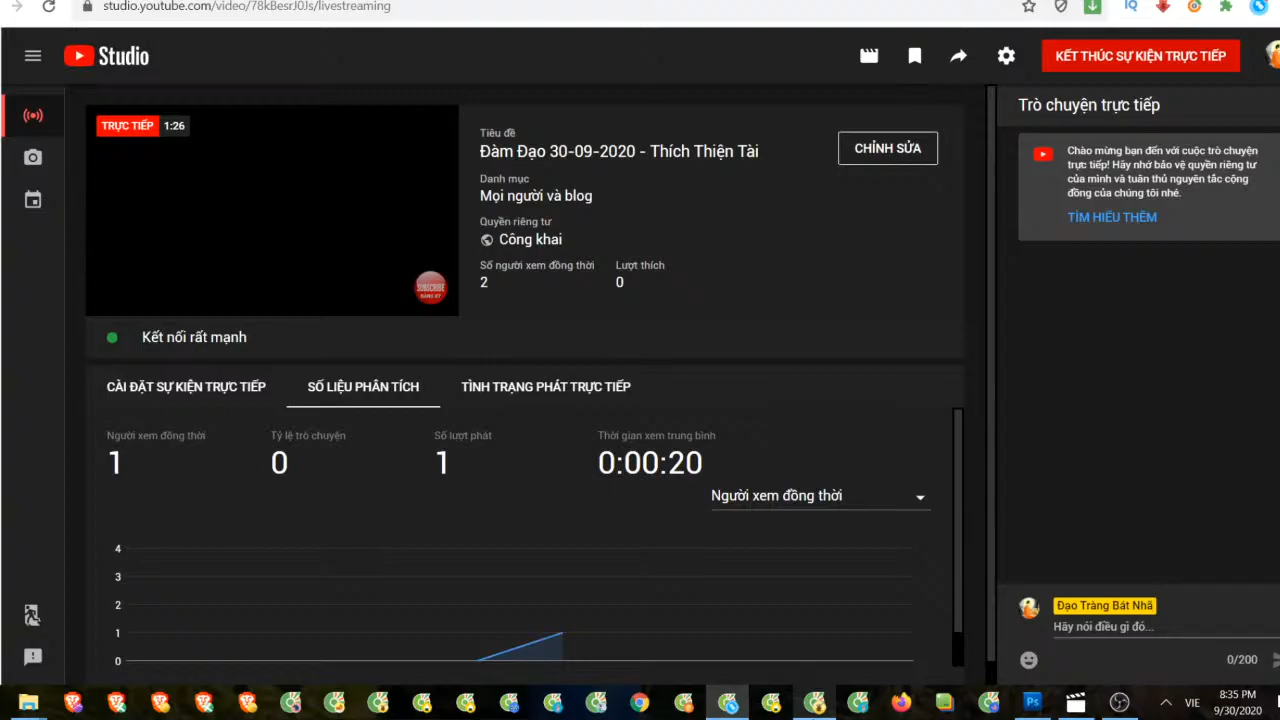 studio.youtube.com/video/78kBesrJ0Js/livestreaming
Studio
KẾT THÚC SỰ KIỆN TRỰC TIẾP
TRỰC TIẾP 1:26
SUBSCRIBE
ĐĂNG KÝ
Tiêu đề
Đàm Đạo 30-09-2020 - Thích Thiện Tài
CHỈNH SỬA
Danh mục
Mọi người và blog
Quyền riêng tư
Công khai
Số người xem đồng thời Lượt thích
2 0
Kết nối rất mạnh
CÀI ĐẶT SỰ KIỆN TRỰC TIẾP SỐ LIỆU PHÂN TÍCH TÌNH TRẠNG PHÁT TRỰC TIẾP
Người xem đồng thời Tỷ lệ trò chuyện Số lượt phát Thời gian xem trung bình
1 0 1 0:00:20
Người xem đồng thời
4
3
2
1
0
Trò chuyện trực tiếp
Chào mừng bạn đến với cuộc trò chuyện
trực tiếp! Hãy nhớ bảo vệ quyền riêng tư
của mình và tuân thủ nguyên tắc cộng
đồng của chúng tôi nhé.
TÌM HIỂU THÊM
Đạo Tràng Bát Nhã
Hãy nói điều gì đó...
0/200
Ps
VIE
8:35 PM
9/30/2020